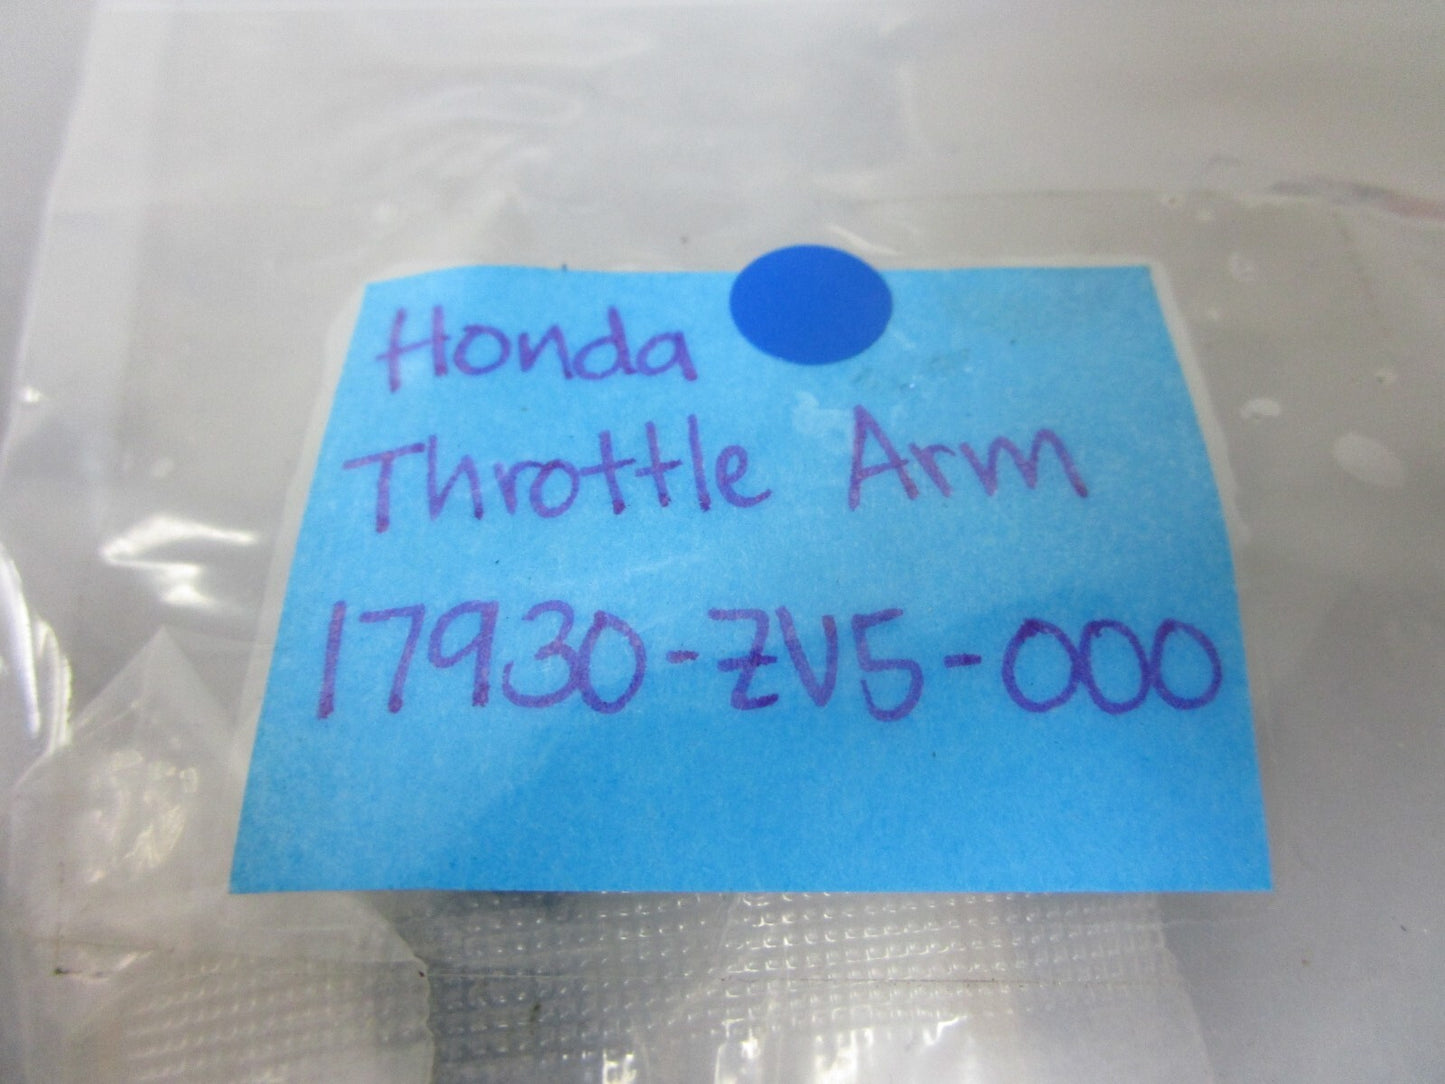 Honda
Throttle Arm
17930-ZV5-000